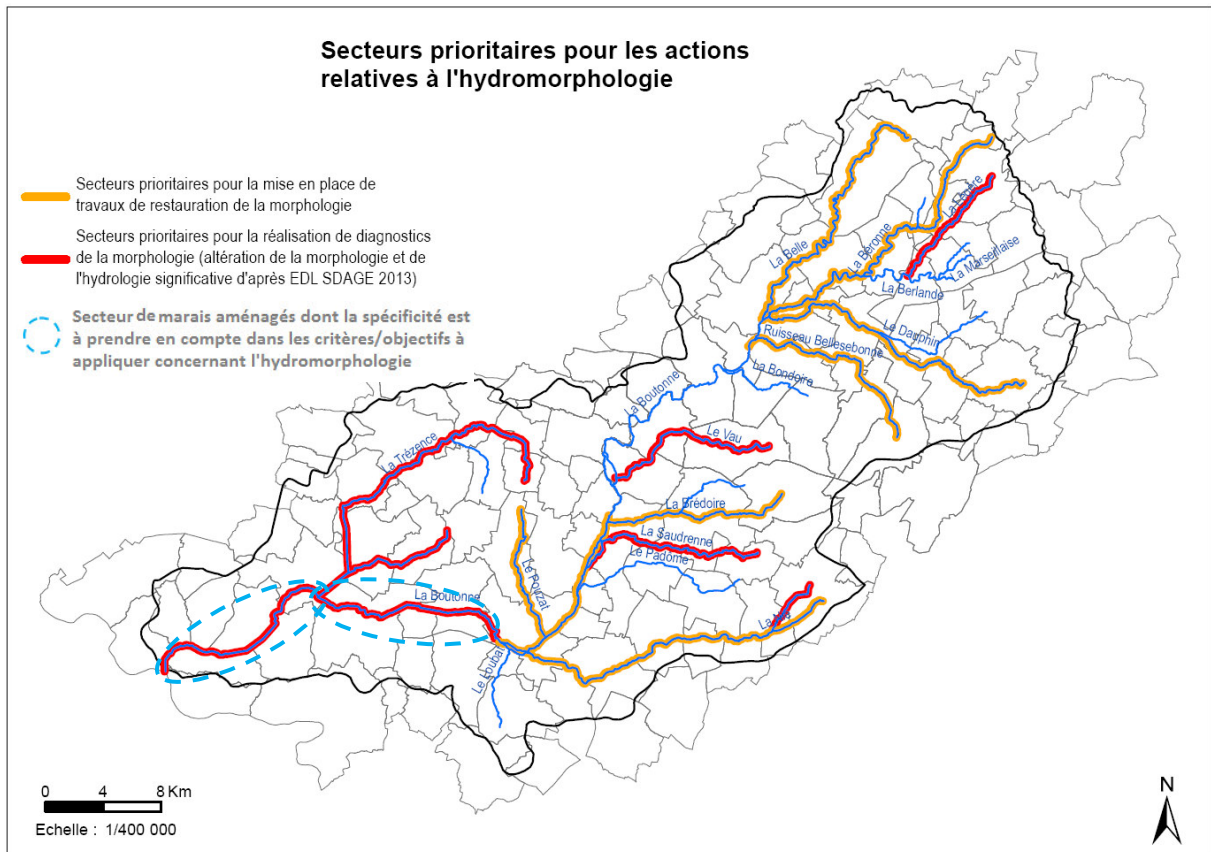 Secteurs prioritaires pour les actions
relatives à l'hydromorphologie
Secteurs prioritaires pour la mise en place de
travaux de restauration de la morphologie
Secteurs prioritaires pour la réalisation de diagnostics
de la morphologie (altération de la morphologie et de
l'hydrologie significative d'après EDL SDAGE 2013)
Secteur de marais aménagés dont la spécificité est
à prendre en compte dans les critères/objectifs à
appliquer concernant l'hydromorphologie
La Belle
La Béronne
La
La Marseillaise
La Berlande
Le Dauphin
Ruisseau Bellesebonne
La Bondoire
La Boutonne
Le Vau
La Trézence
La Brédoire
La Saudrenne
Le Padome
Le Pouzat
La Boutonne
La
Le Loubat
0 4 8 Km
Echelle : 1/400 000
N